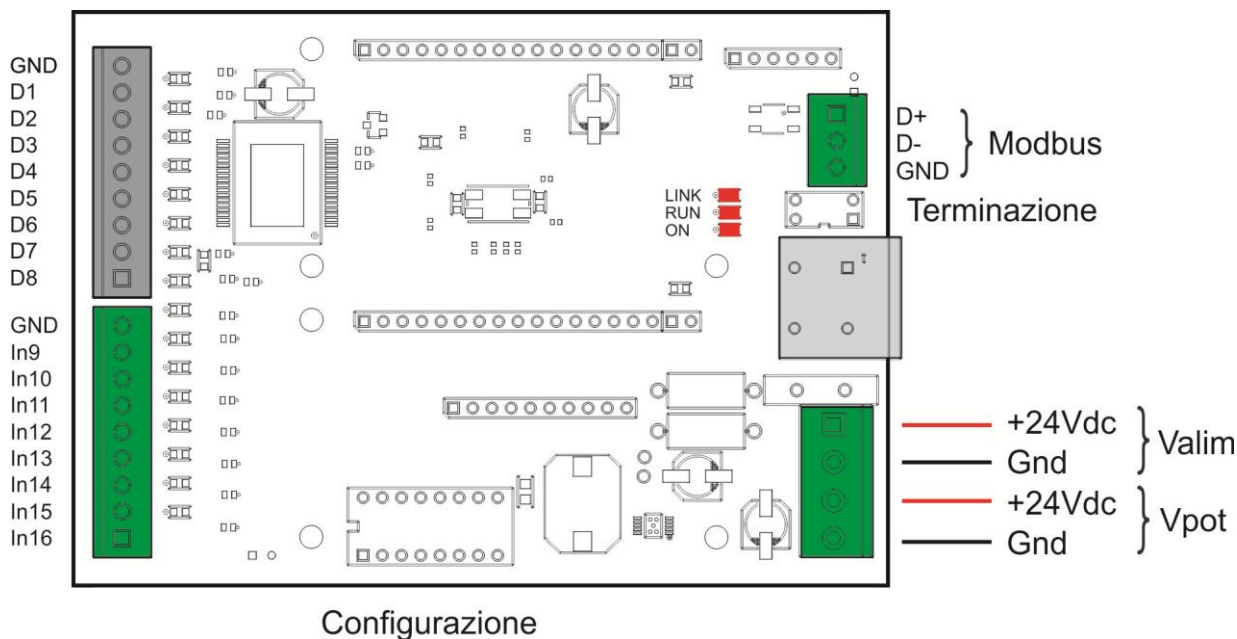 GND
D1
D2
D3
D4
D5
D6
D7
D8
GND
In9
In10
In11
In12
In13
In14
In15
In16
LINK
RUN
ON
D+
D-
GND
Modbus
Terminazione
+24Vdc
Gnd
Valim
+24Vdc
Gnd
Vpot
Configurazione